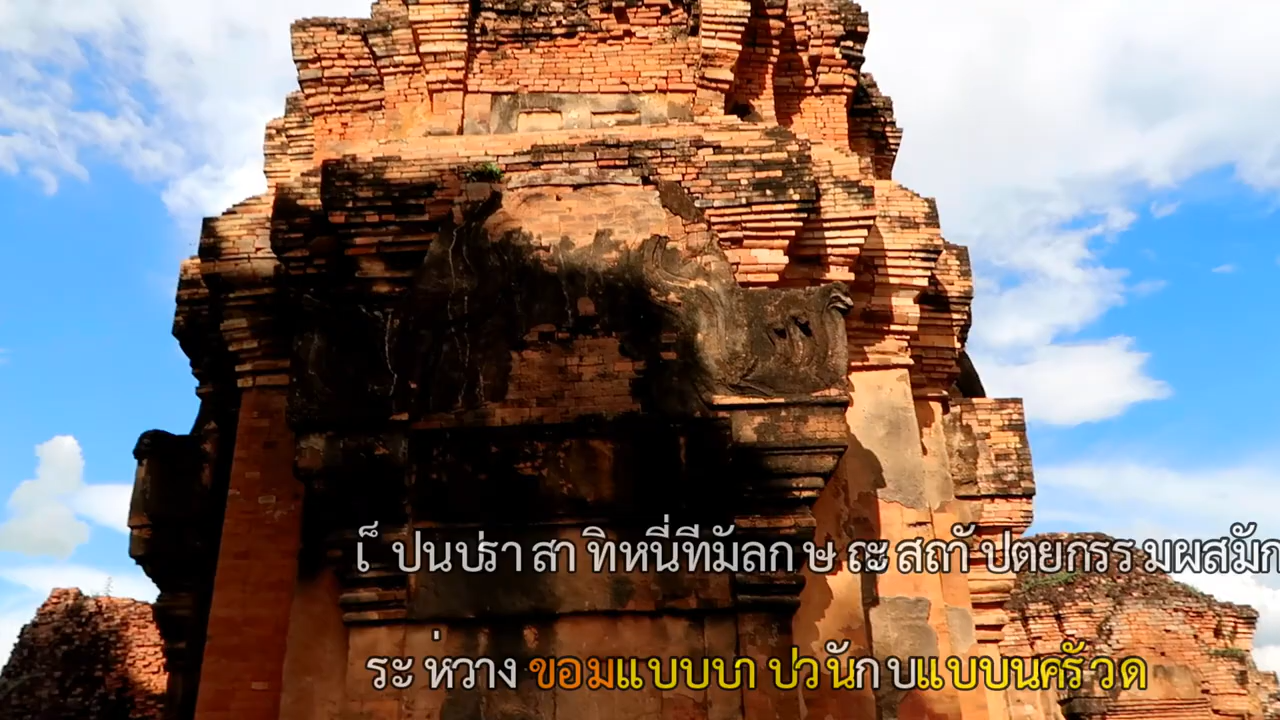 เ็ ปนปร่า สา ทิหนี่ทีมัลก ษ ถะ สถาั ปตยกรร มผสมัก
ระ ห่วาง ขอมแบบบา ป่วนัก บแบบนครัวด